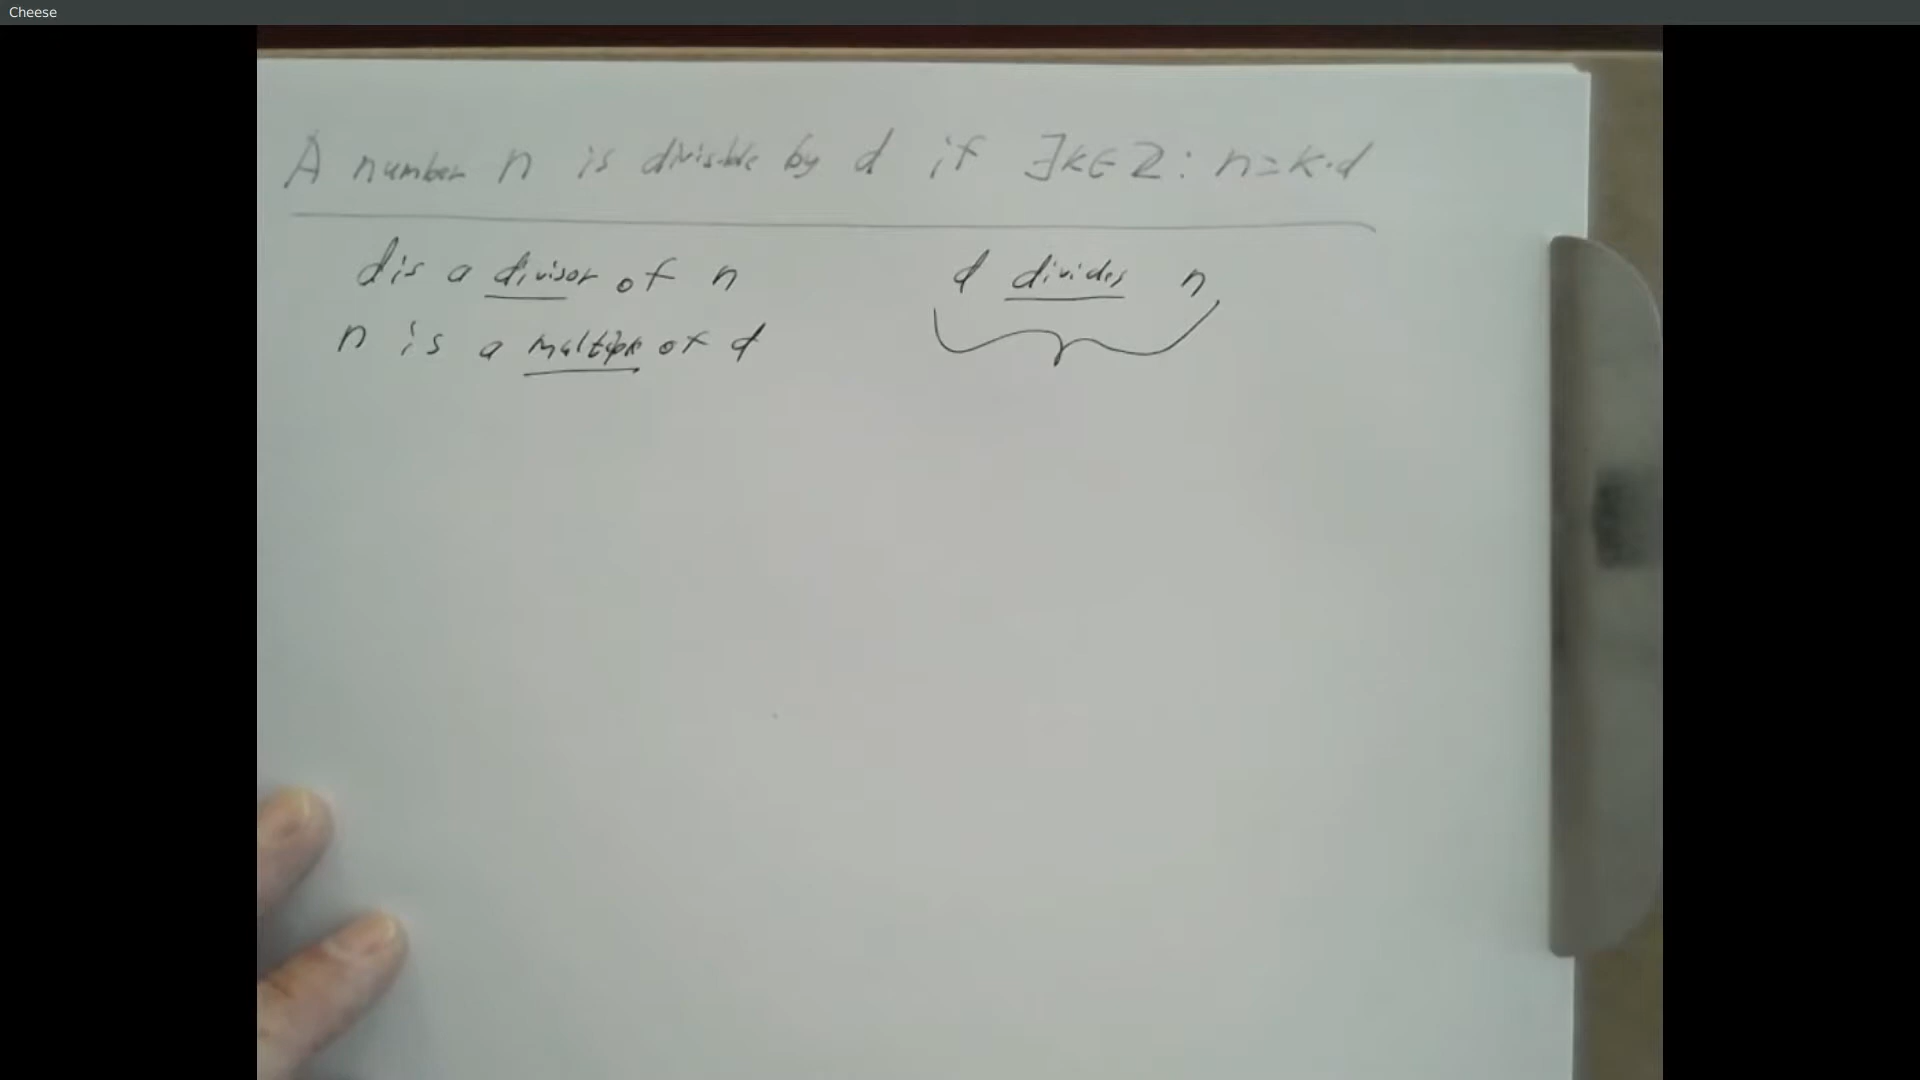 Cheese
A number n is divisible by d if ∃k∈ℤ: n=k·d
d is a divisor of n
d divides n
n is a multiple of d